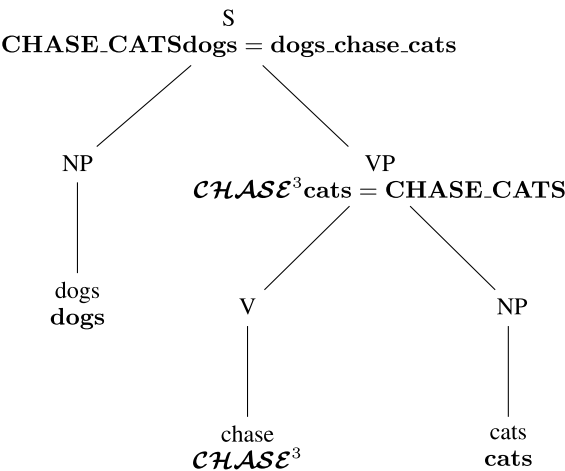 S
CHASE_CATSdogs = dogs_chase_cats
NP
VP
𝓒𝓗𝓐𝓢𝓔³cats = CHASE_CATS
dogs
dogs
V
NP
chase
𝓒𝓗𝓐𝓢𝓔³
cats
cats